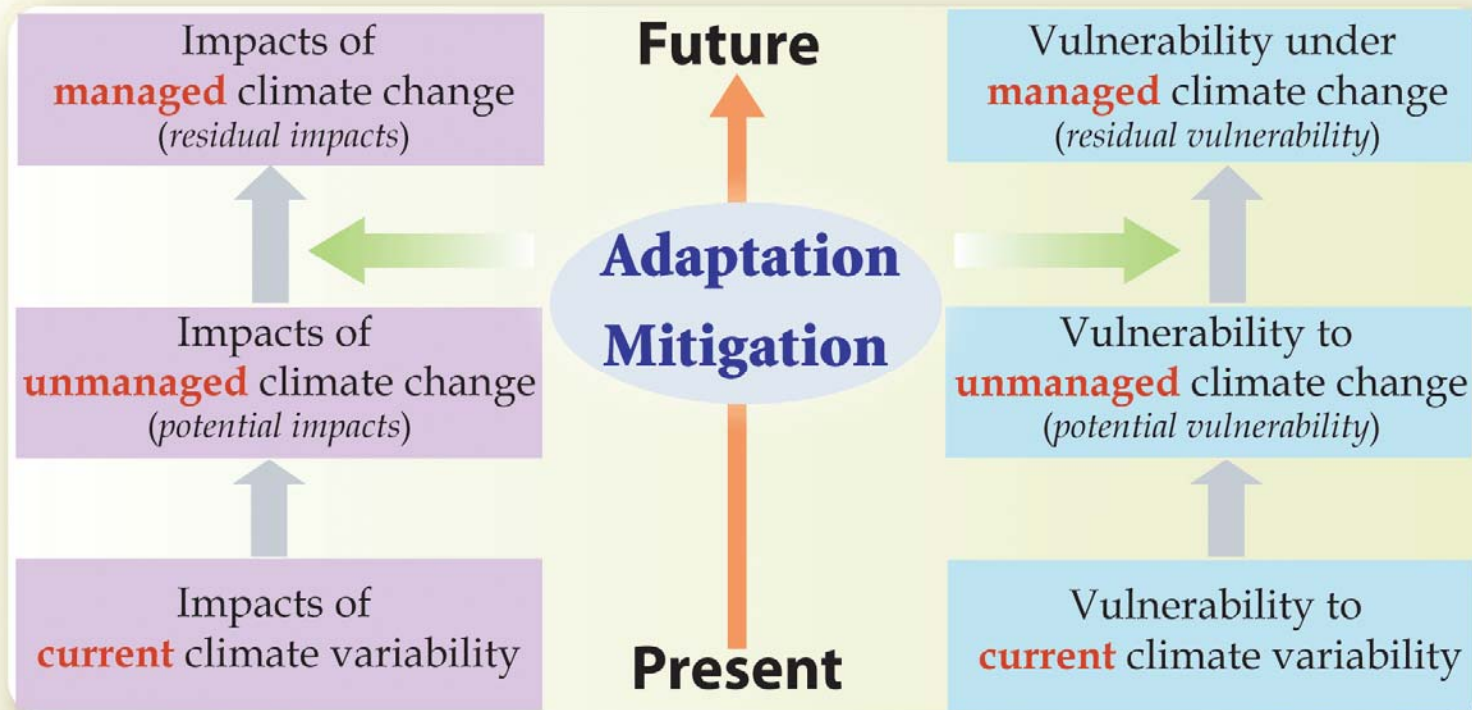 Impacts of
managed climate change
(residual impacts)
Impacts of
unmanaged climate change
(potential impacts)
Impacts of
current climate variability
Future
Adaptation
Mitigation
Present
Vulnerability under
managed climate change
(residual vulnerability)
Vulnerability to
unmanaged climate change
(potential vulnerability)
Vulnerability to
current climate variability